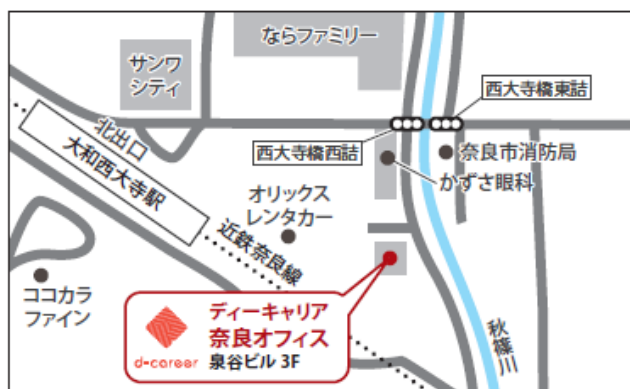 ならファミリー
サンワ
シティ
西大寺橋東詰
北出口
大和西大寺駅
西大寺橋西詰
奈良市消防局
かずさ眼科
オリックス
レンタカー
近鉄奈良線
ココカラ
ファイン
d-career
ディーキャリア
奈良オフィス
泉谷ビル 3F
秋篠川